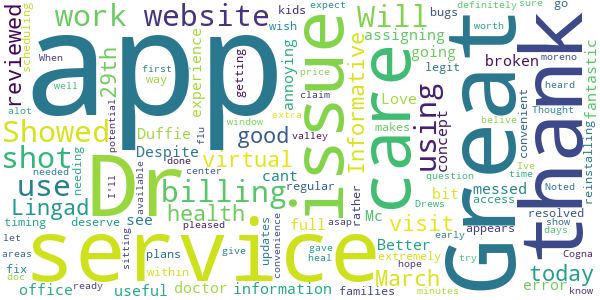 app
Dr
service
issue
care
Great
thank
work
website
Will
billing
health
use
shot
Showed
Lingad
virtual
visit
using
good
today
March
29th
reviewed
scheduling
When
well
first
way
getting
experience
annoying
wish
kids
expect
assigning
going
bugs
legit
broken
definitely
sure
go
worth
moreno
heard
fantastic
Informative
price
claim
extra
window
valley
Love
makes
concept
convenient
Thought
belive
reinstalling
alot
potential
Duffie
Despite
flu
done
center
cant
regular
needed
needing
I'll
available
Mc
rather
Drews
bit
messed
access
question
Ive
time
Noted
resolved
show
days
timing
deserve
see
pleased
full
updates
convenience
asap
Better
early
appears
let
areas
fix
doc
sitting
plans
within
give
gave
heal
extremely
hope
try
error
Cogna
know
office
ready
useful
doctor
information
families
minutes